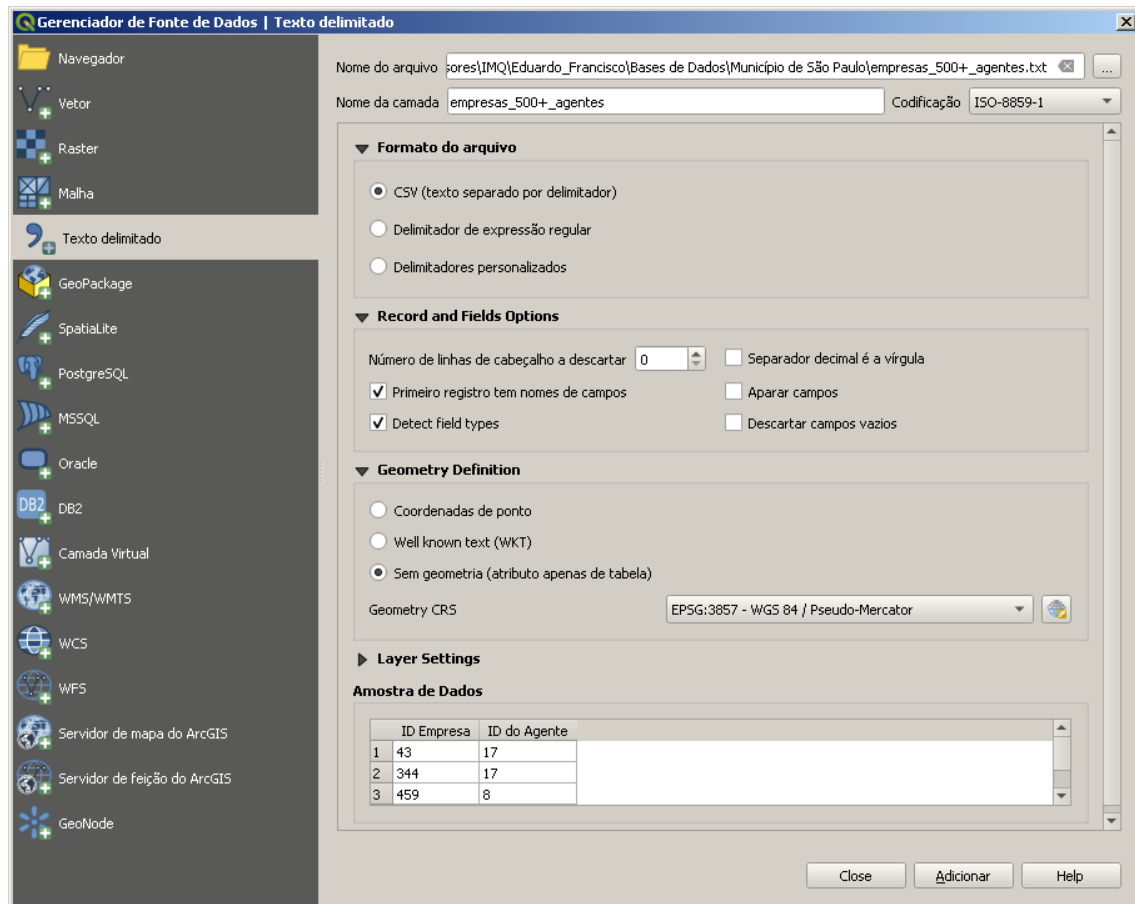 Gerenciador de Fonte de Dados | Texto delimitado
Navegador
Vetor
Raster
Malha
Texto delimitado
GeoPackage
SpatiaLite
PostgreSQL
MSSQL
Oracle
DB2 DB2
Camada Virtual
WMS/WMTS
WCS
WFS
Servidor de mapa do ArcGIS
Servidor de feição do ArcGIS
GeoNode
Nome do arquivo sores\IMQ\Eduardo_Francisco\Bases de Dados\Município de São Paulo\empresas_500+_agentes.txt ...
Nome da camada empresas_500+_agentes Codificação ISO-8859-1
Formato do arquivo
CSV (texto separado por delimitador)
Delimitador de expressão regular
Delimitadores personalizados
Record and Fields Options
Número de linhas de cabeçalho a descartar 0 Separador decimal é a vírgula
Primeiro registro tem nomes de campos Aparar campos
Detect field types Descartar campos vazios
Geometry Definition
Coordenadas de ponto
Well known text (WKT)
Sem geometria (atributo apenas de tabela)
Geometry CRS EPSG:3857 - WGS 84 / Pseudo-Mercator
Layer Settings
Amostra de Dados
ID Empresa ID do Agente
1 43 17
2 344 17
3 459 8
Close Adicionar Help